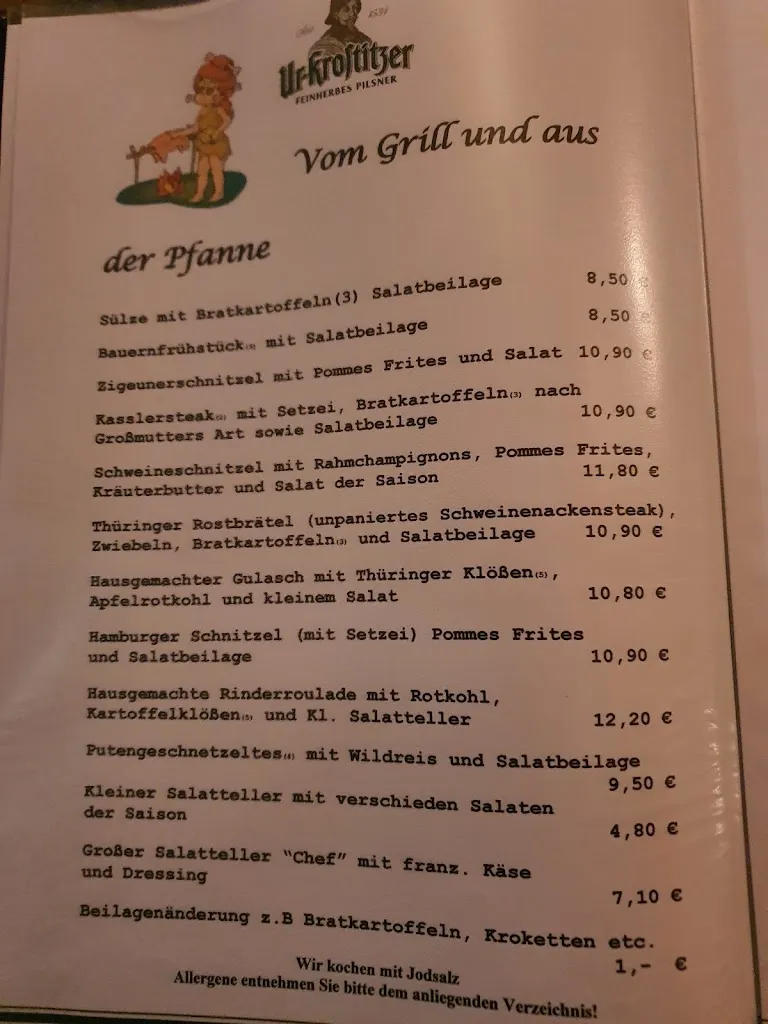 1534
Ur-Krostitzer
FEINHERBES PILSNER
Vom Grill und aus
der Pfanne
Sülze mit Bratkartoffeln(3) Salatbeilage 8,50 €
Bauernfrühstück(3) mit Salatbeilage 8,50 €
Zigeunerschnitzel mit Pommes Frites und Salat 10,90 €
Kasslersteak mit Setzei, Bratkartoffeln(3) nach
Großmutters Art sowie Salatbeilage 10,90 €
Schweineschnitzel mit Rahmchampignons, Pommes Frites,
Kräuterbutter und Salat der Saison 11,80 €
Thüringer Rostbrätel (unpaniertes Schweinenackensteak),
Zwiebeln, Bratkartoffeln(3) und Salatbeilage 10,90 €
Hausgemachter Gulasch mit Thüringer Klößen(5),
Apfelrotkohl und kleinem Salat 10,80 €
Hamburger Schnitzel (mit Setzei) Pommes Frites
und Salatbeilage 10,90 €
Hausgemachte Rinderroulade mit Rotkohl,
Kartoffelklößen(5) und Kl. Salatteller 12,20 €
Putengeschnetzeltes(4) mit Wildreis und Salatbeilage
9,50 €
Kleiner Salatteller mit verschieden Salaten
der Saison 4,80 €
Großer Salatteller “Chef” mit franz. Käse
und Dressing 7,10 €
Beilagenänderung z.B Bratkartoffeln, Kroketten etc.
1,- €
Wir kochen mit Jodsalz
Allergene entnehmen Sie bitte dem anliegenden Verzeichnis!